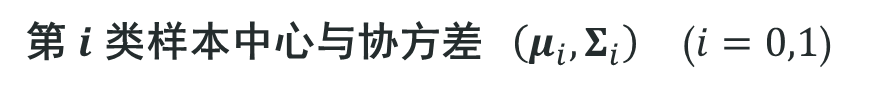 第 i 类样本中心与协方差 (μᵢ, Σᵢ) (i = 0,1)